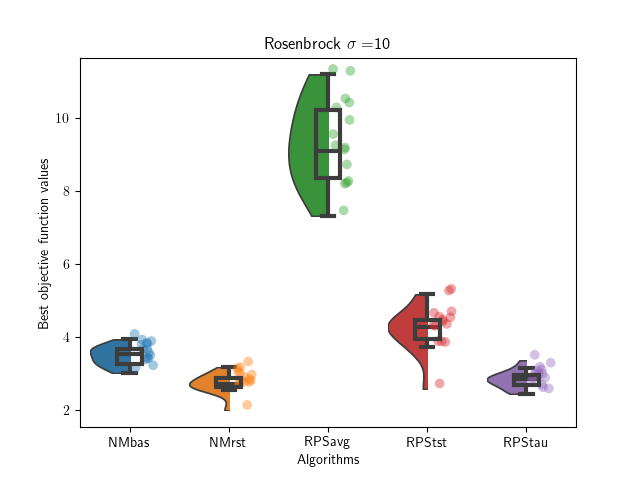 Rosenbrock σ =10
Best objective function values
10
8
6
4
2
NMbas NMrst RPSavg RPStst RPStau
Algorithms